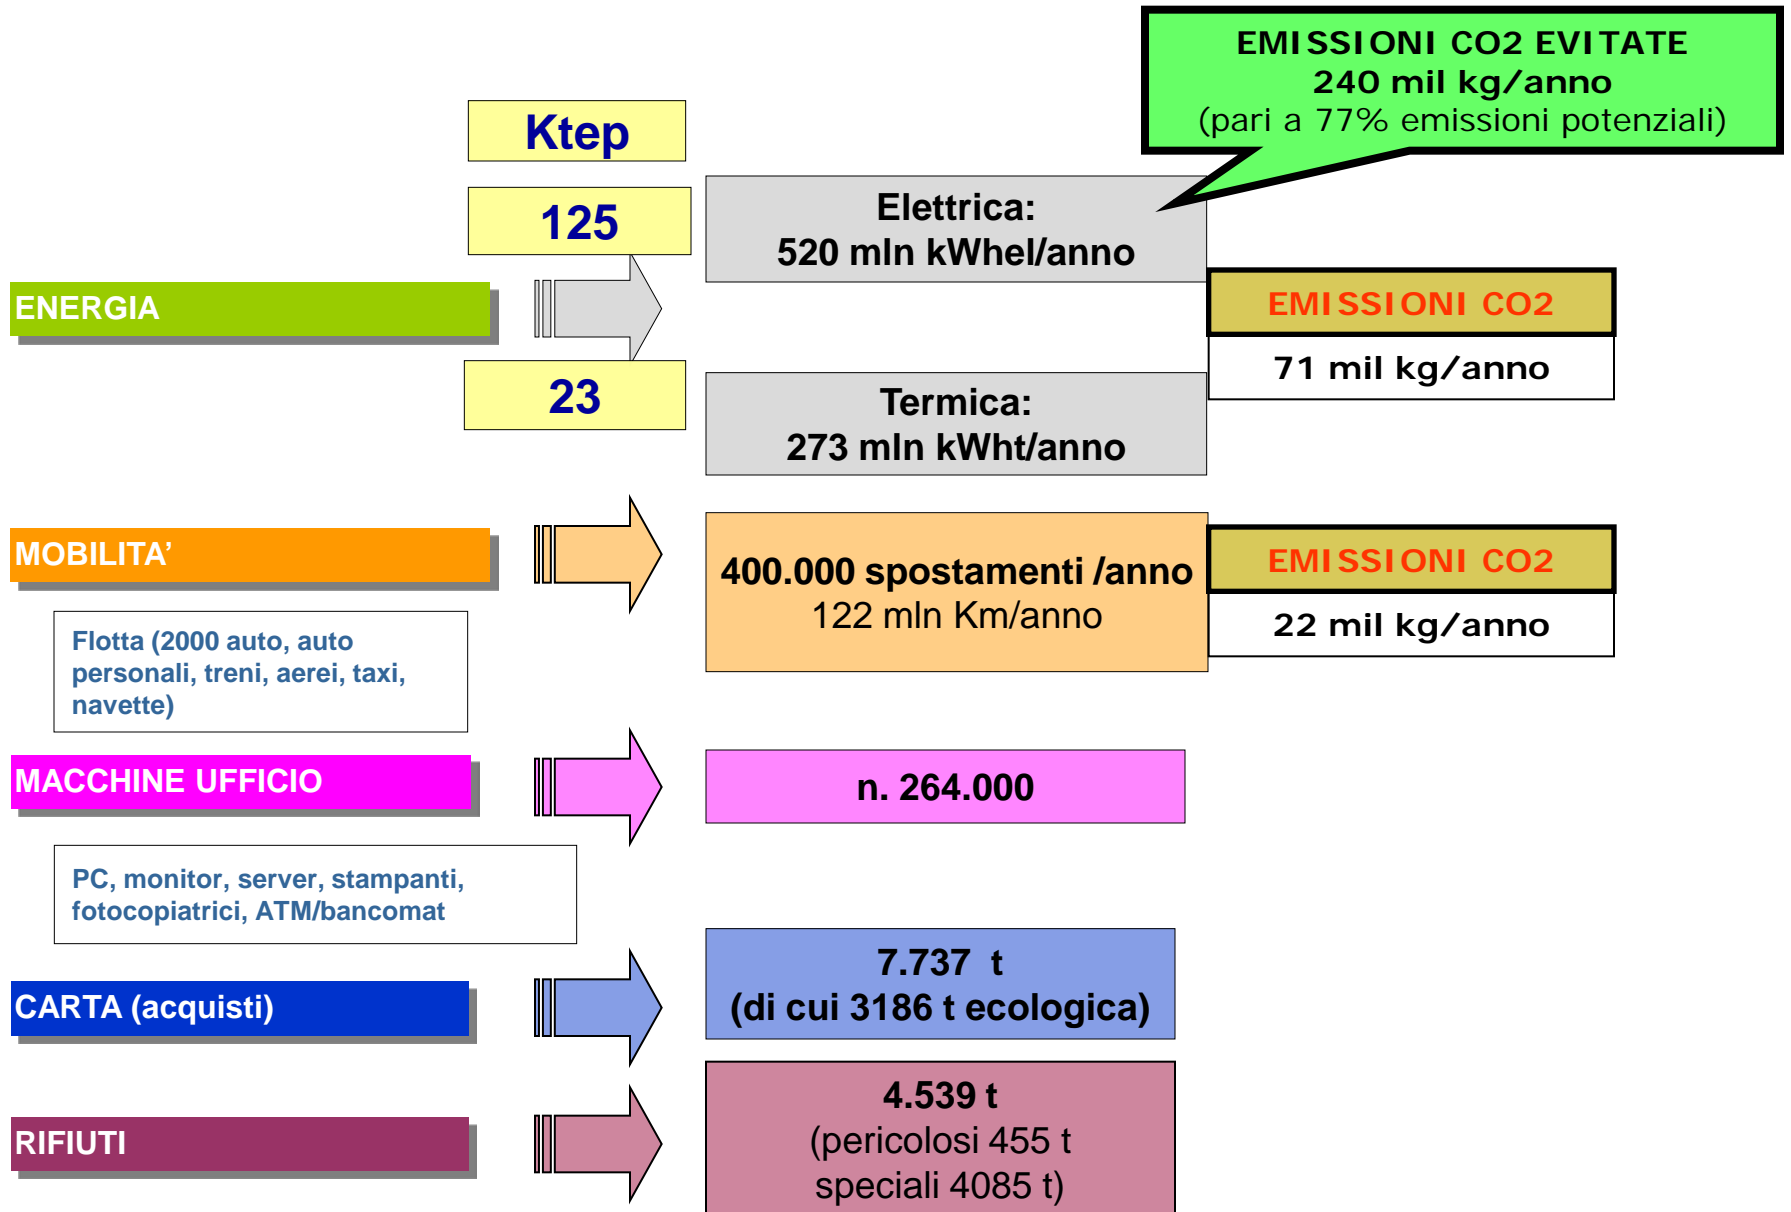 EMISSIONI CO2 EVITATE
240 mil kg/anno
(pari a 77% emissioni potenziali)
Ktep
125
Elettrica:
520 mln kWhel/anno
ENERGIA
EMISSIONI CO2
71 mil kg/anno
23
Termica:
273 mln kWht/anno
MOBILITA’
400.000 spostamenti /anno
122 mln Km/anno
EMISSIONI CO2
22 mil kg/anno
Flotta (2000 auto, auto
personali, treni, aerei, taxi,
navette)
MACCHINE UFFICIO
n. 264.000
PC, monitor, server, stampanti,
fotocopiatrici, ATM/bancomat
CARTA (acquisti)
7.737 t
(di cui 3186 t ecologica)
RIFIUTI
4.539 t
(pericolosi 455 t
speciali 4085 t)